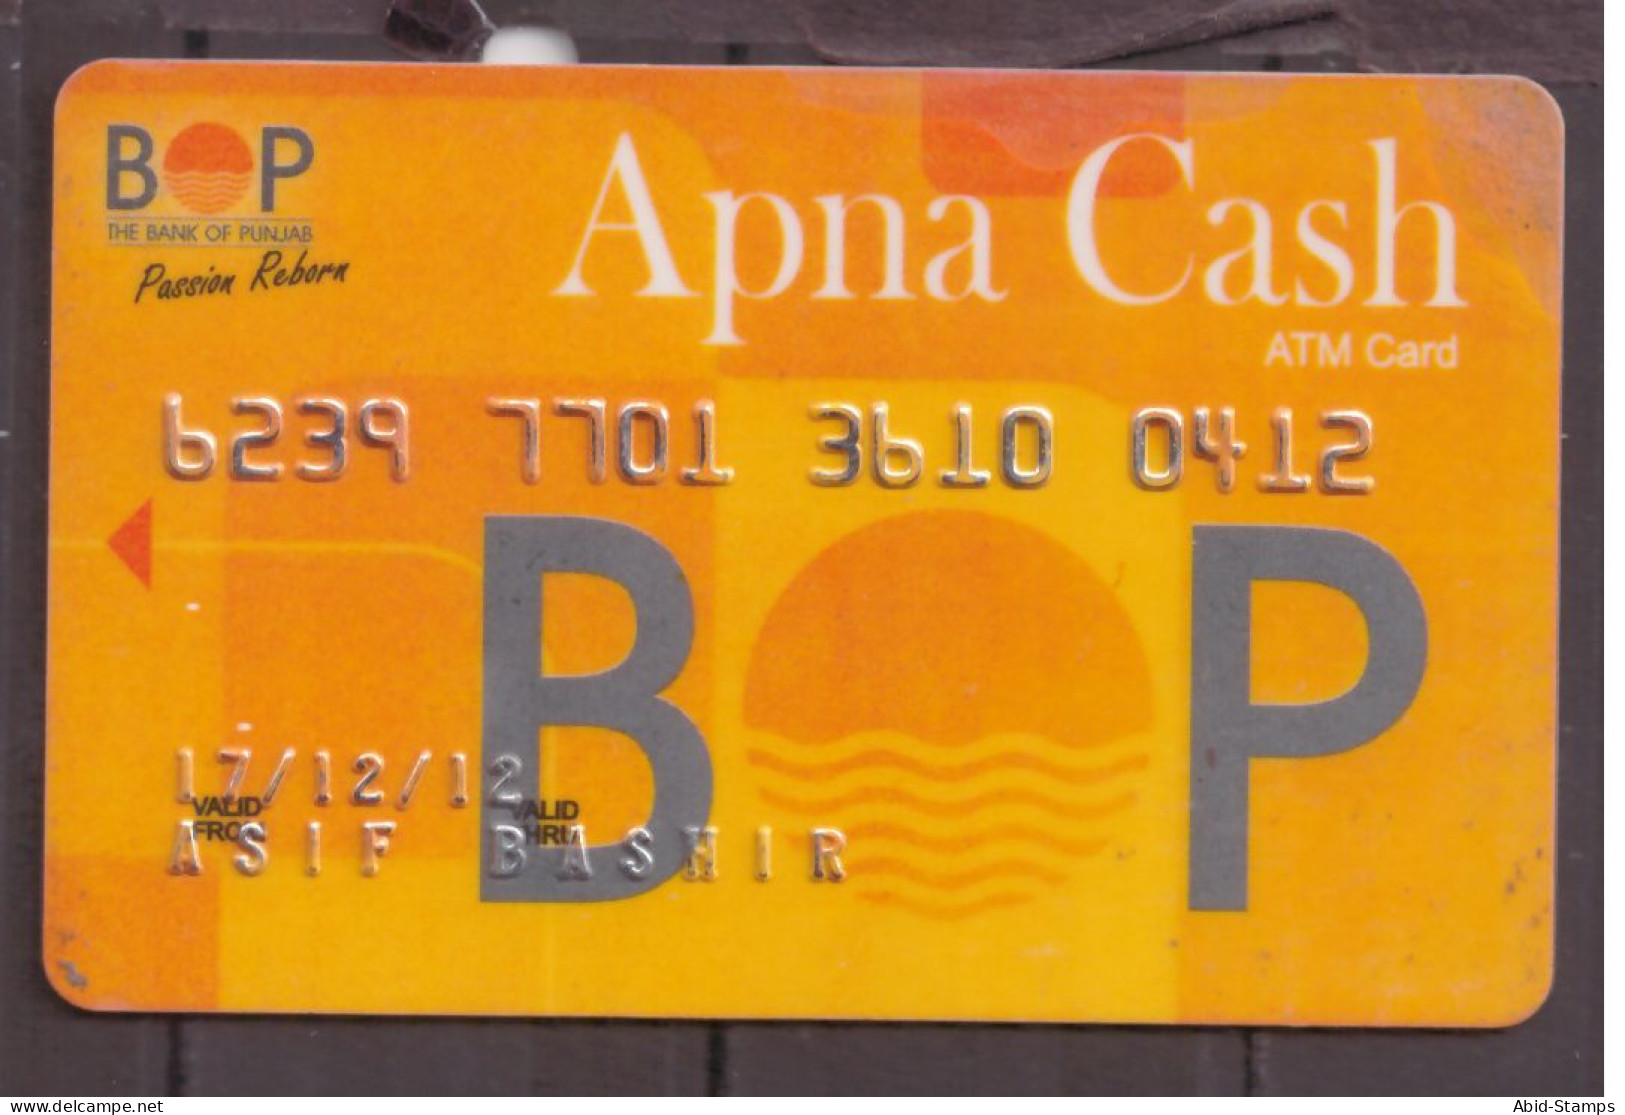 BOP
THE BANK OF PUNJAB
Passion Reborn
Apna Cash
ATM Card
6239 7701 3610 0412
BOP
17/12/12
VALID FROM
VALID THRU
ASIF BASHIR
www.delcampe.net
Abid-Stamps